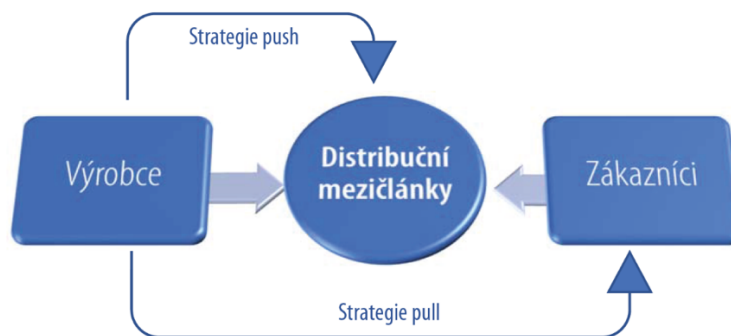 Strategie push
Výrobce
Distribuční
mezičlánky
Zákazníci
Strategie pull